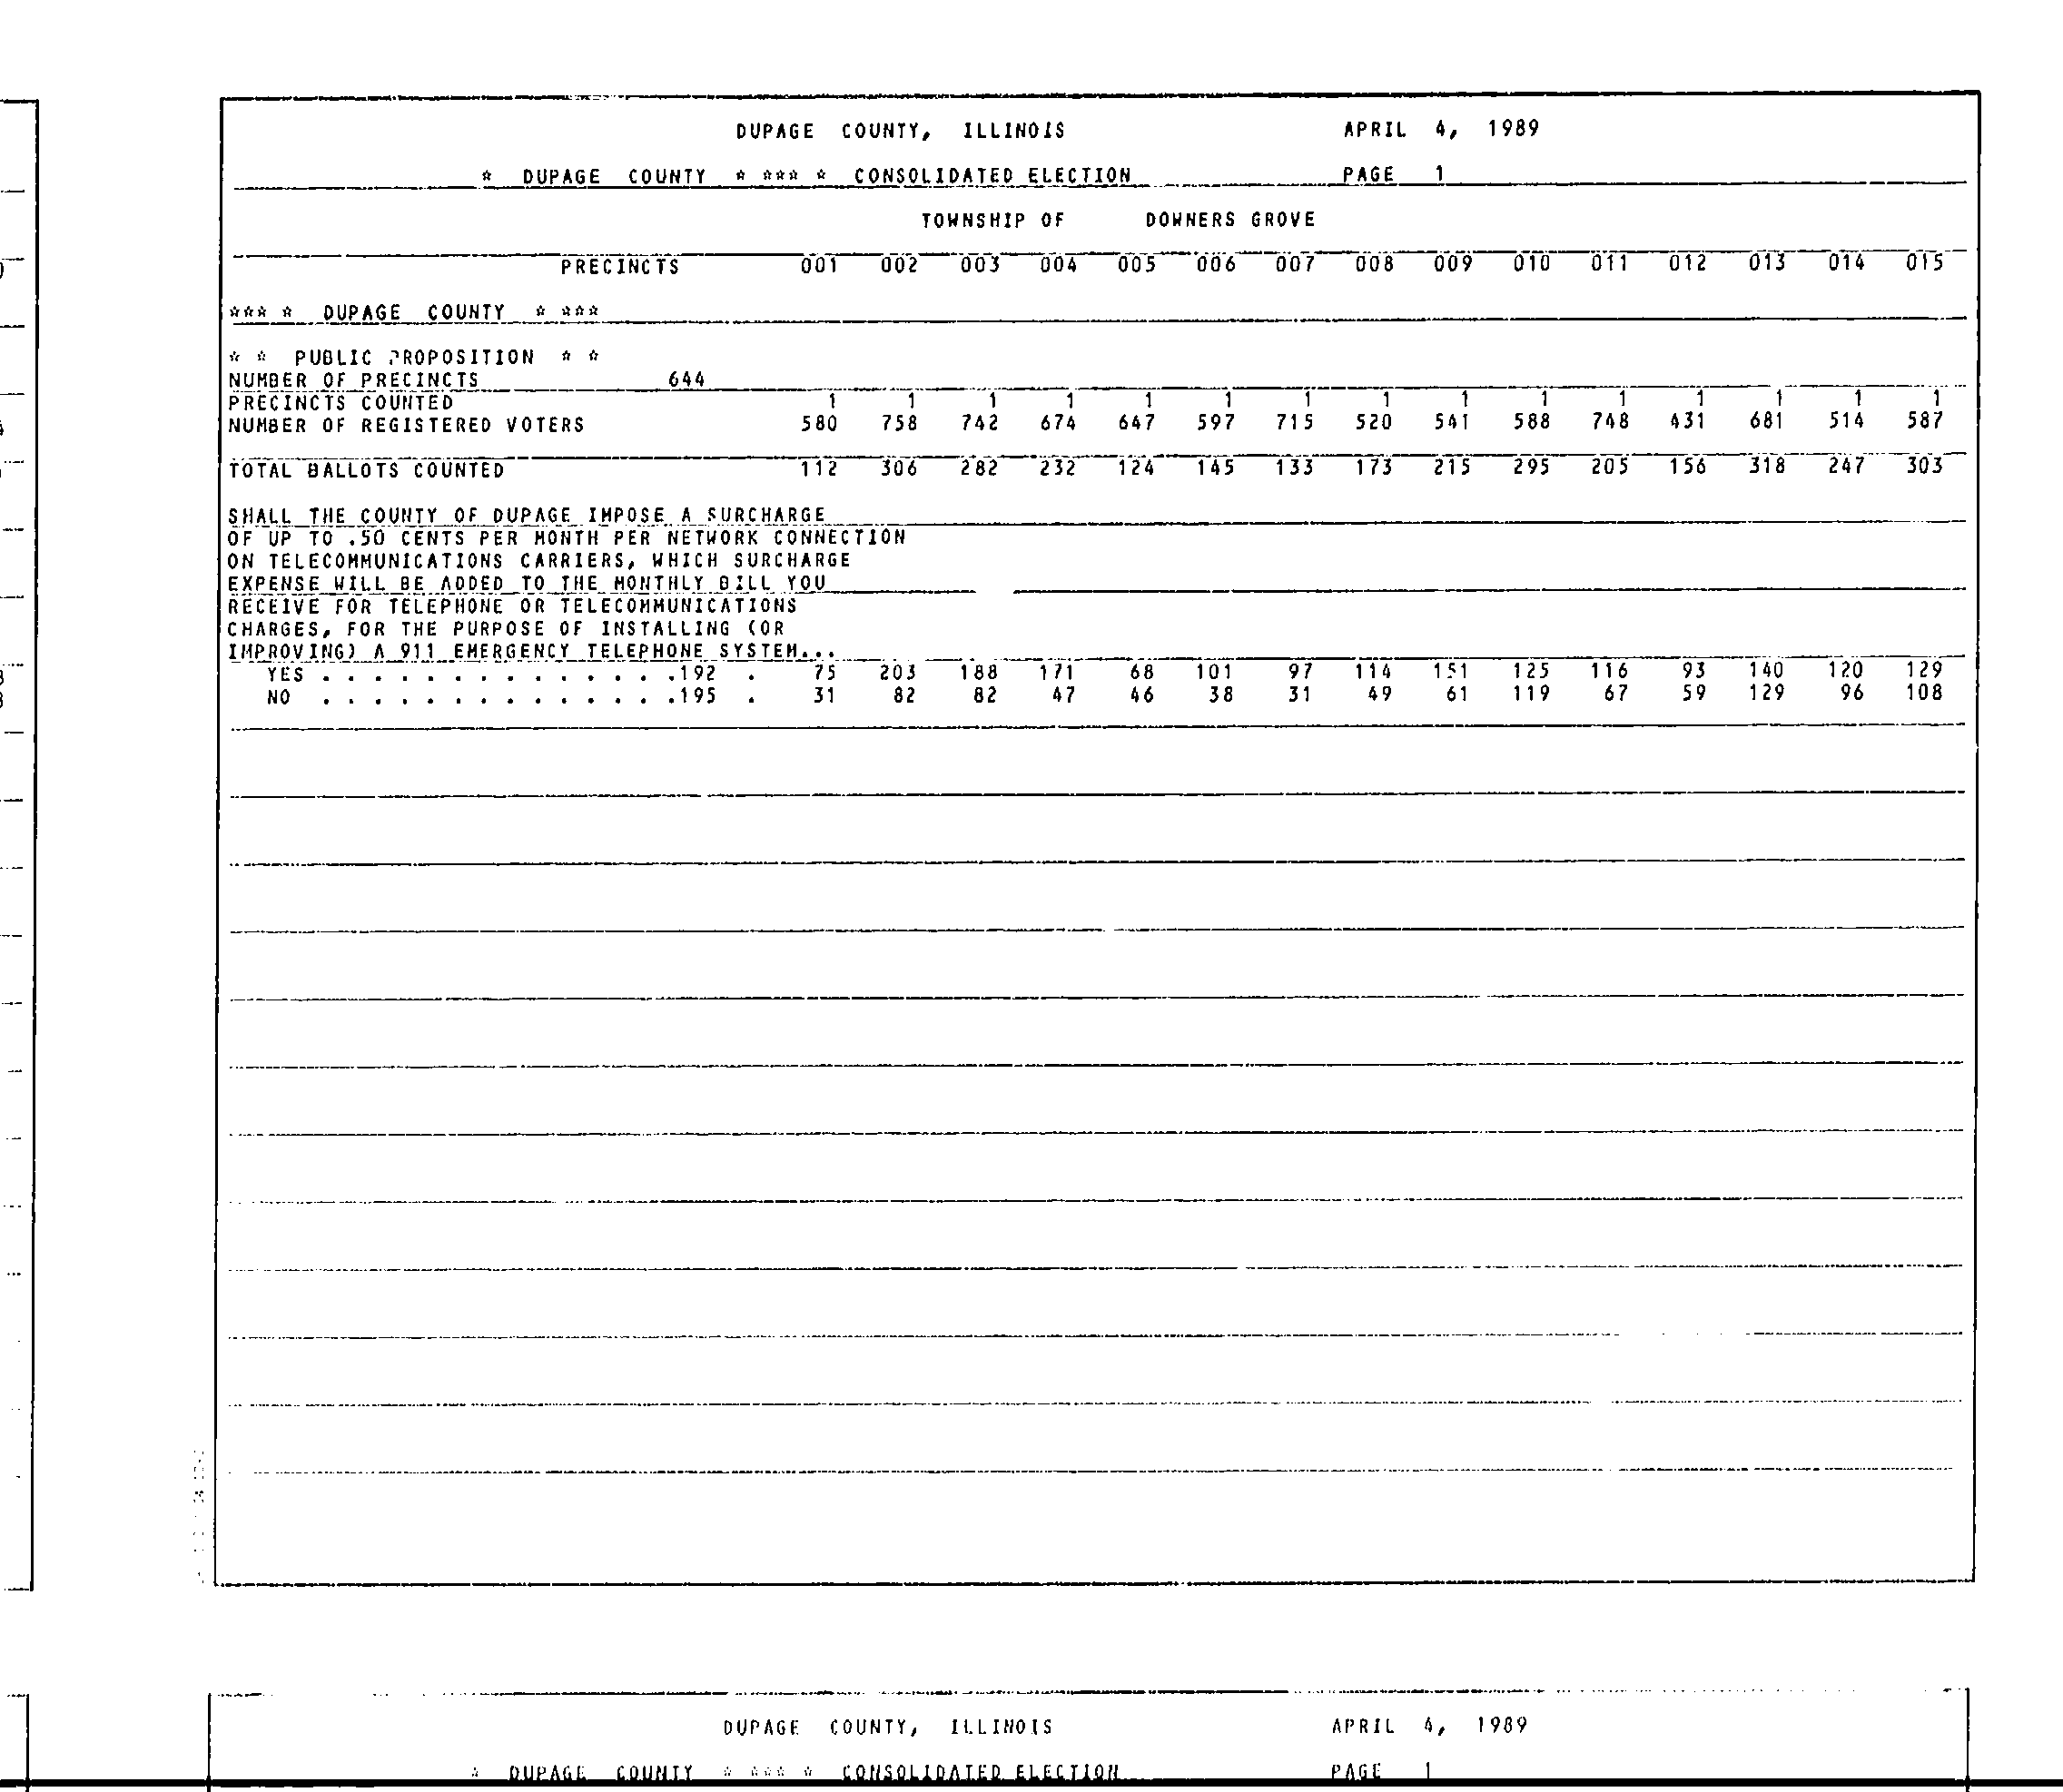 DUPAGE COUNTY, ILLINOIS APRIL 4, 1989
* DUPAGE COUNTY * *** * CONSOLIDATED ELECTION PAGE 1
TOWNSHIP OF DOWNERS GROVE
PRECINCTS 001 002 003 004 005 006 007 008 009 010 011 012 013 014 015
*** * DUPAGE COUNTY * ***
* * PUBLIC PROPOSITION * *
NUMBER OF PRECINCTS 644
PRECINCTS COUNTED 1 1 1 1 1 1 1 1 1 1 1 1 1 1 1
NUMBER OF REGISTERED VOTERS 580 758 742 674 647 597 715 520 541 588 748 431 681 514 587
TOTAL BALLOTS COUNTED 112 306 282 232 124 145 133 173 215 295 205 156 318 247 303
SHALL THE COUNTY OF DUPAGE IMPOSE A SURCHARGE
OF UP TO .50 CENTS PER MONTH PER NETWORK CONNECTION
ON TELECOMMUNICATIONS CARRIERS, WHICH SURCHARGE
EXPENSE WILL BE ADDED TO THE MONTHLY BILL YOU
RECEIVE FOR TELEPHONE OR TELECOMMUNICATIONS
CHARGES, FOR THE PURPOSE OF INSTALLING (OR
IMPROVING) A 911 EMERGENCY TELEPHONE SYSTEM...
YES . . . . . . . . . . . . . . .192 . 75 203 188 171 68 101 97 114 151 125 116 93 140 120 129
NO . . . . . . . . . . . . . . .195 . 31 82 82 47 46 38 31 49 61 119 67 59 129 96 108
DUPAGE COUNTY, ILLINOIS APRIL 4, 1989
* DUPAGE COUNTY * *** * CONSOLIDATED ELECTION PAGE 1